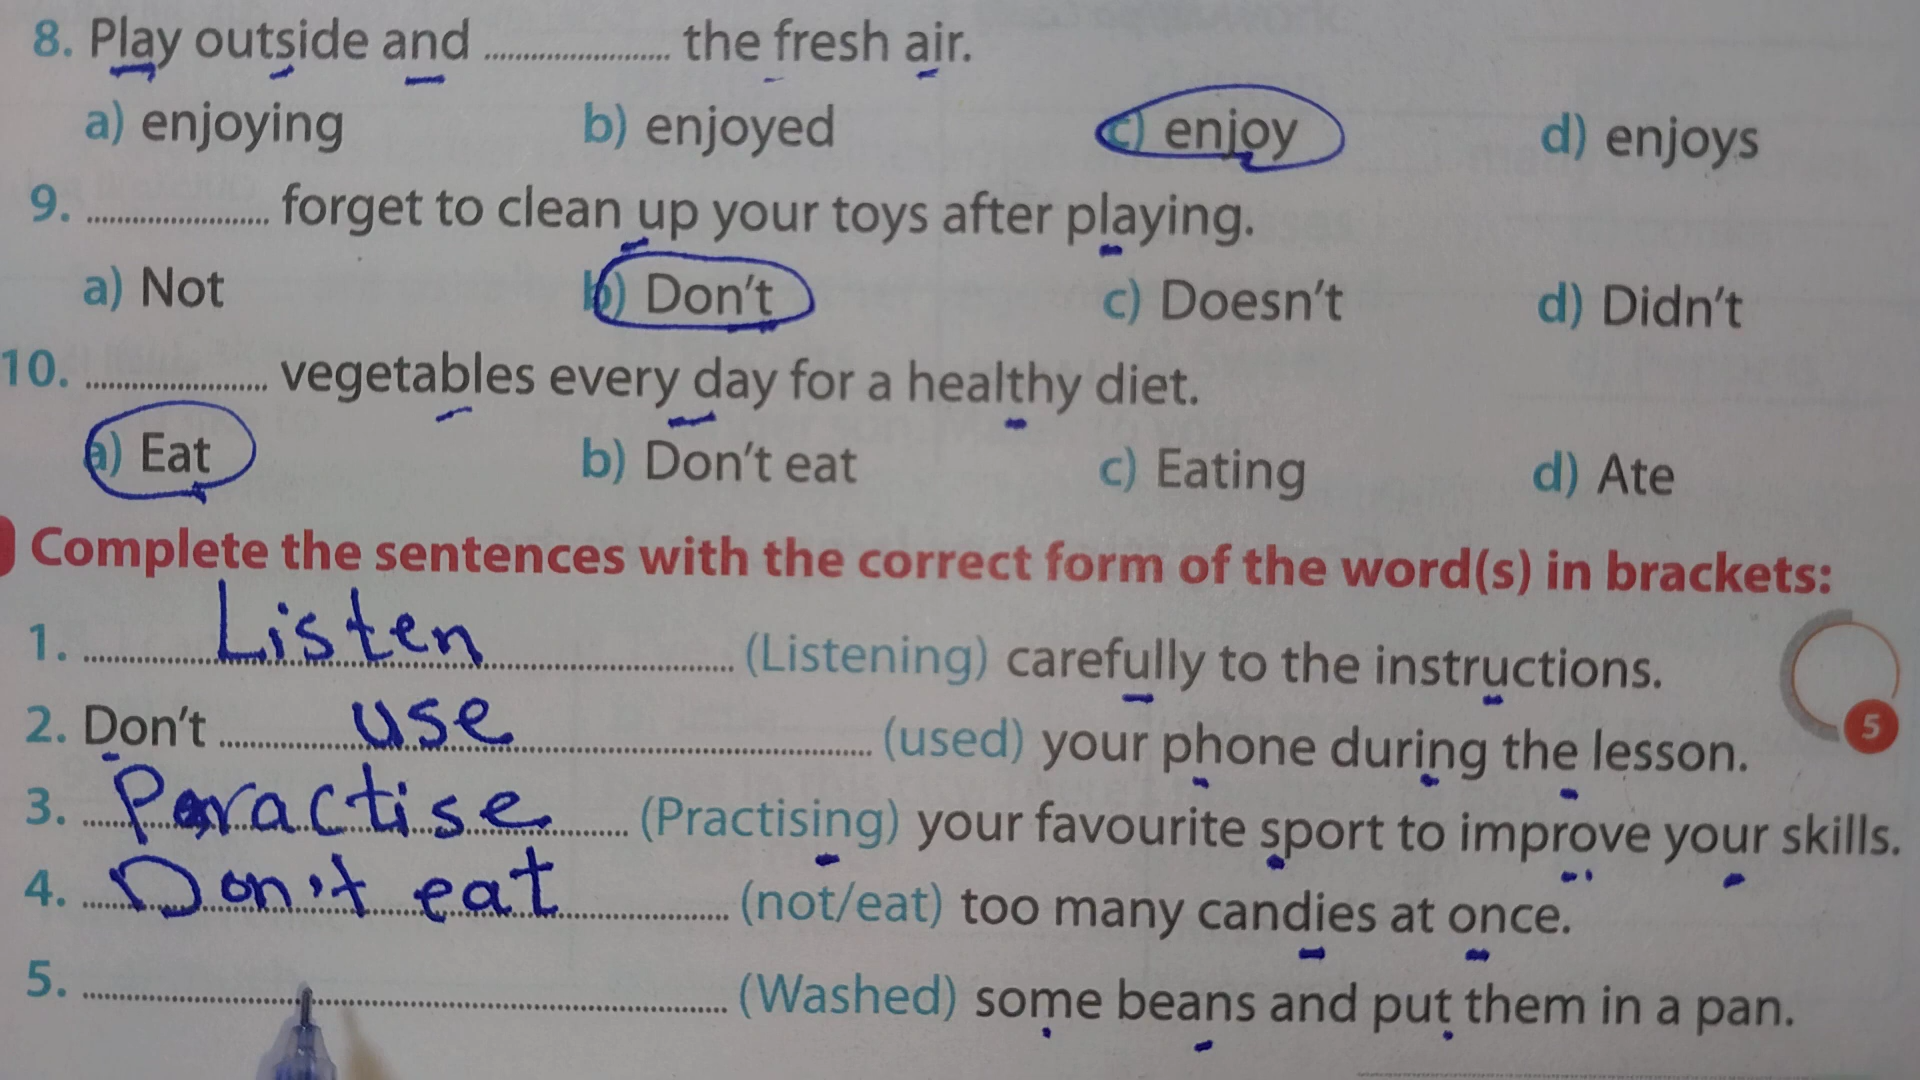 8. Play outside and ........................ the fresh air.
a) enjoying b) enjoyed c) enjoy d) enjoys
9. ........................ forget to clean up your toys after playing.
a) Not b) Don't c) Doesn't d) Didn't
10. ........................ vegetables every day for a healthy diet.
a) Eat b) Don't eat c) Eating d) Ate
Complete the sentences with the correct form of the word(s) in brackets:
1. Listen (Listening) carefully to the instructions.
2. Don't use (used) your phone during the lesson.
5
3. Practise (Practising) your favourite sport to improve your skills.
4. Don't eat (not/eat) too many candies at once.
5. ........................ (Washed) some beans and put them in a pan.